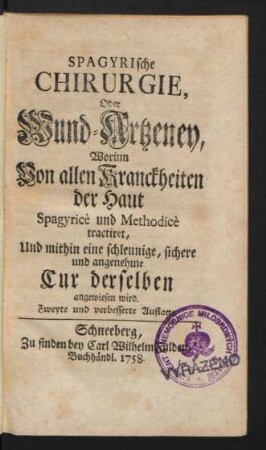 SPAGYRIsche
CHIRURGIE,
Oder
Wund-Artzeney,
Worinn
Von allen Kranckheiten
der Haut
Spagyricè und Methodicè
tractiret,
Und mithin eine schleunige, sichere
und angenehme
Cur derselben
angewiesen wird.
Zweyte und verbesserte Auflage.
Schneeberg,
Zu finden bey Carl Wilhelm
Buchhändl. 1758.
VYŘAZENO